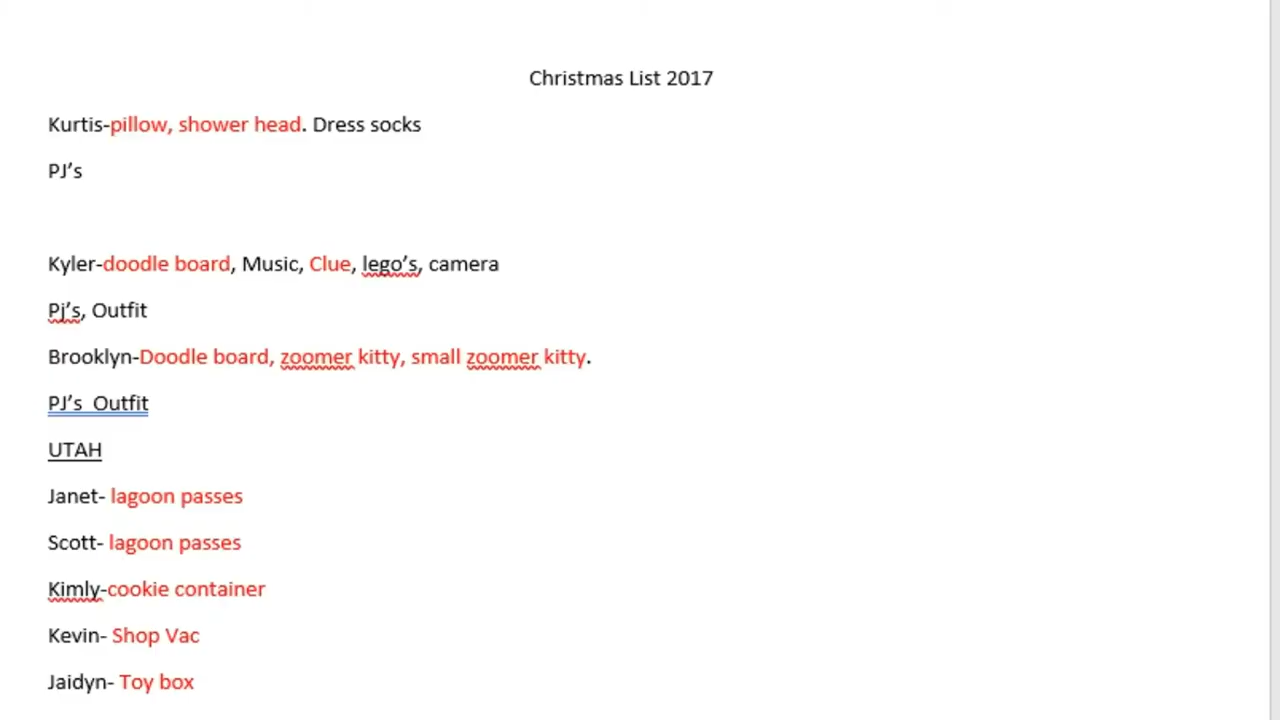 Christmas List 2017
Kurtis-pillow, shower head. Dress socks
PJ’s
Kyler-doodle board, Music, Clue, lego’s, camera
Pj’s, Outfit
Brooklyn-Doodle board, zoomer kitty, small zoomer kitty.
PJ’s  Outfit
UTAH
Janet- lagoon passes
Scott- lagoon passes
Kimly-cookie container
Kevin- Shop Vac
Jaidyn- Toy box